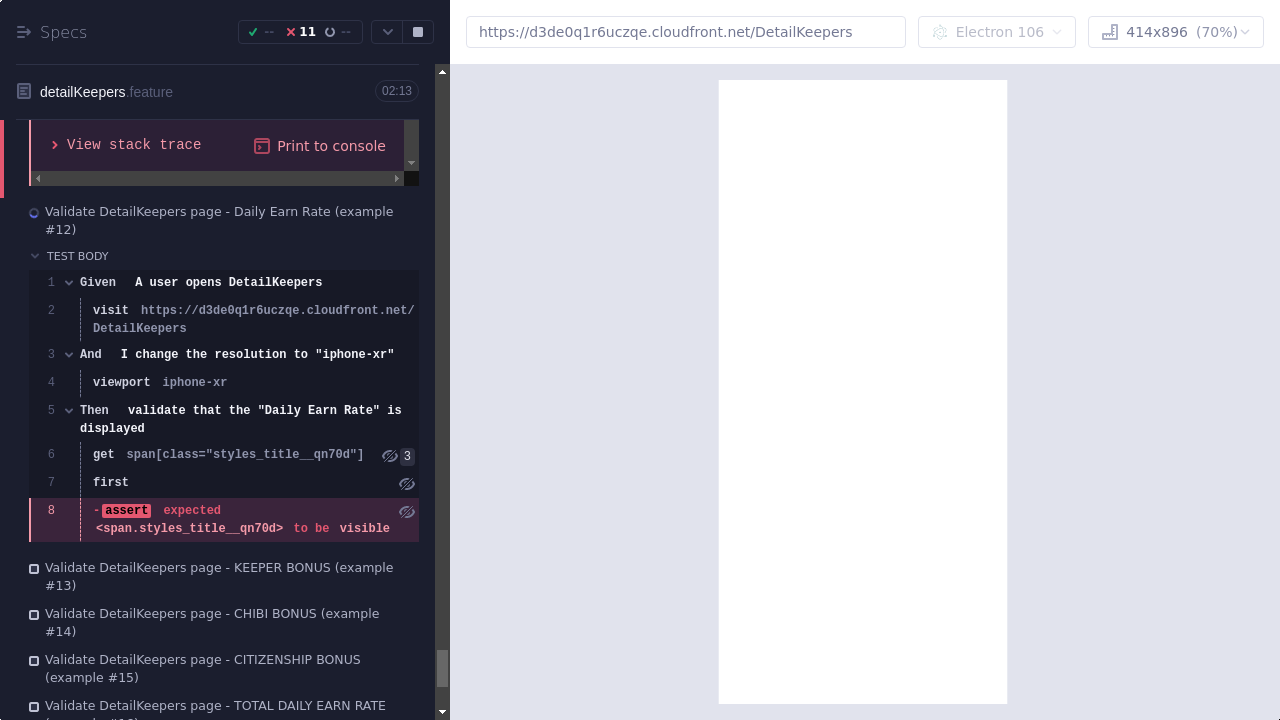 Specs
-- 11 --
https://d3de0q1r6uczqe.cloudfront.net/DetailKeepers
Electron 106
414x896 (70%)
detailKeepers.feature
02:13
View stack trace
Print to console
Validate DetailKeepers page - Daily Earn Rate (example
#12)
TEST BODY
1 Given A user opens DetailKeepers
2 visit https://d3de0q1r6uczqe.cloudfront.net/
DetailKeepers
3 And I change the resolution to "iphone-xr"
4 viewport iphone-xr
5 Then validate that the "Daily Earn Rate" is
displayed
6 get span[class="styles_title__qn70d"] 3
7 first
8 -assert expected
<span.styles_title__qn70d> to be visible
Validate DetailKeepers page - KEEPER BONUS (example
#13)
Validate DetailKeepers page - CHIBI BONUS (example
#14)
Validate DetailKeepers page - CITIZENSHIP BONUS
(example #15)
Validate DetailKeepers page - TOTAL DAILY EARN RATE